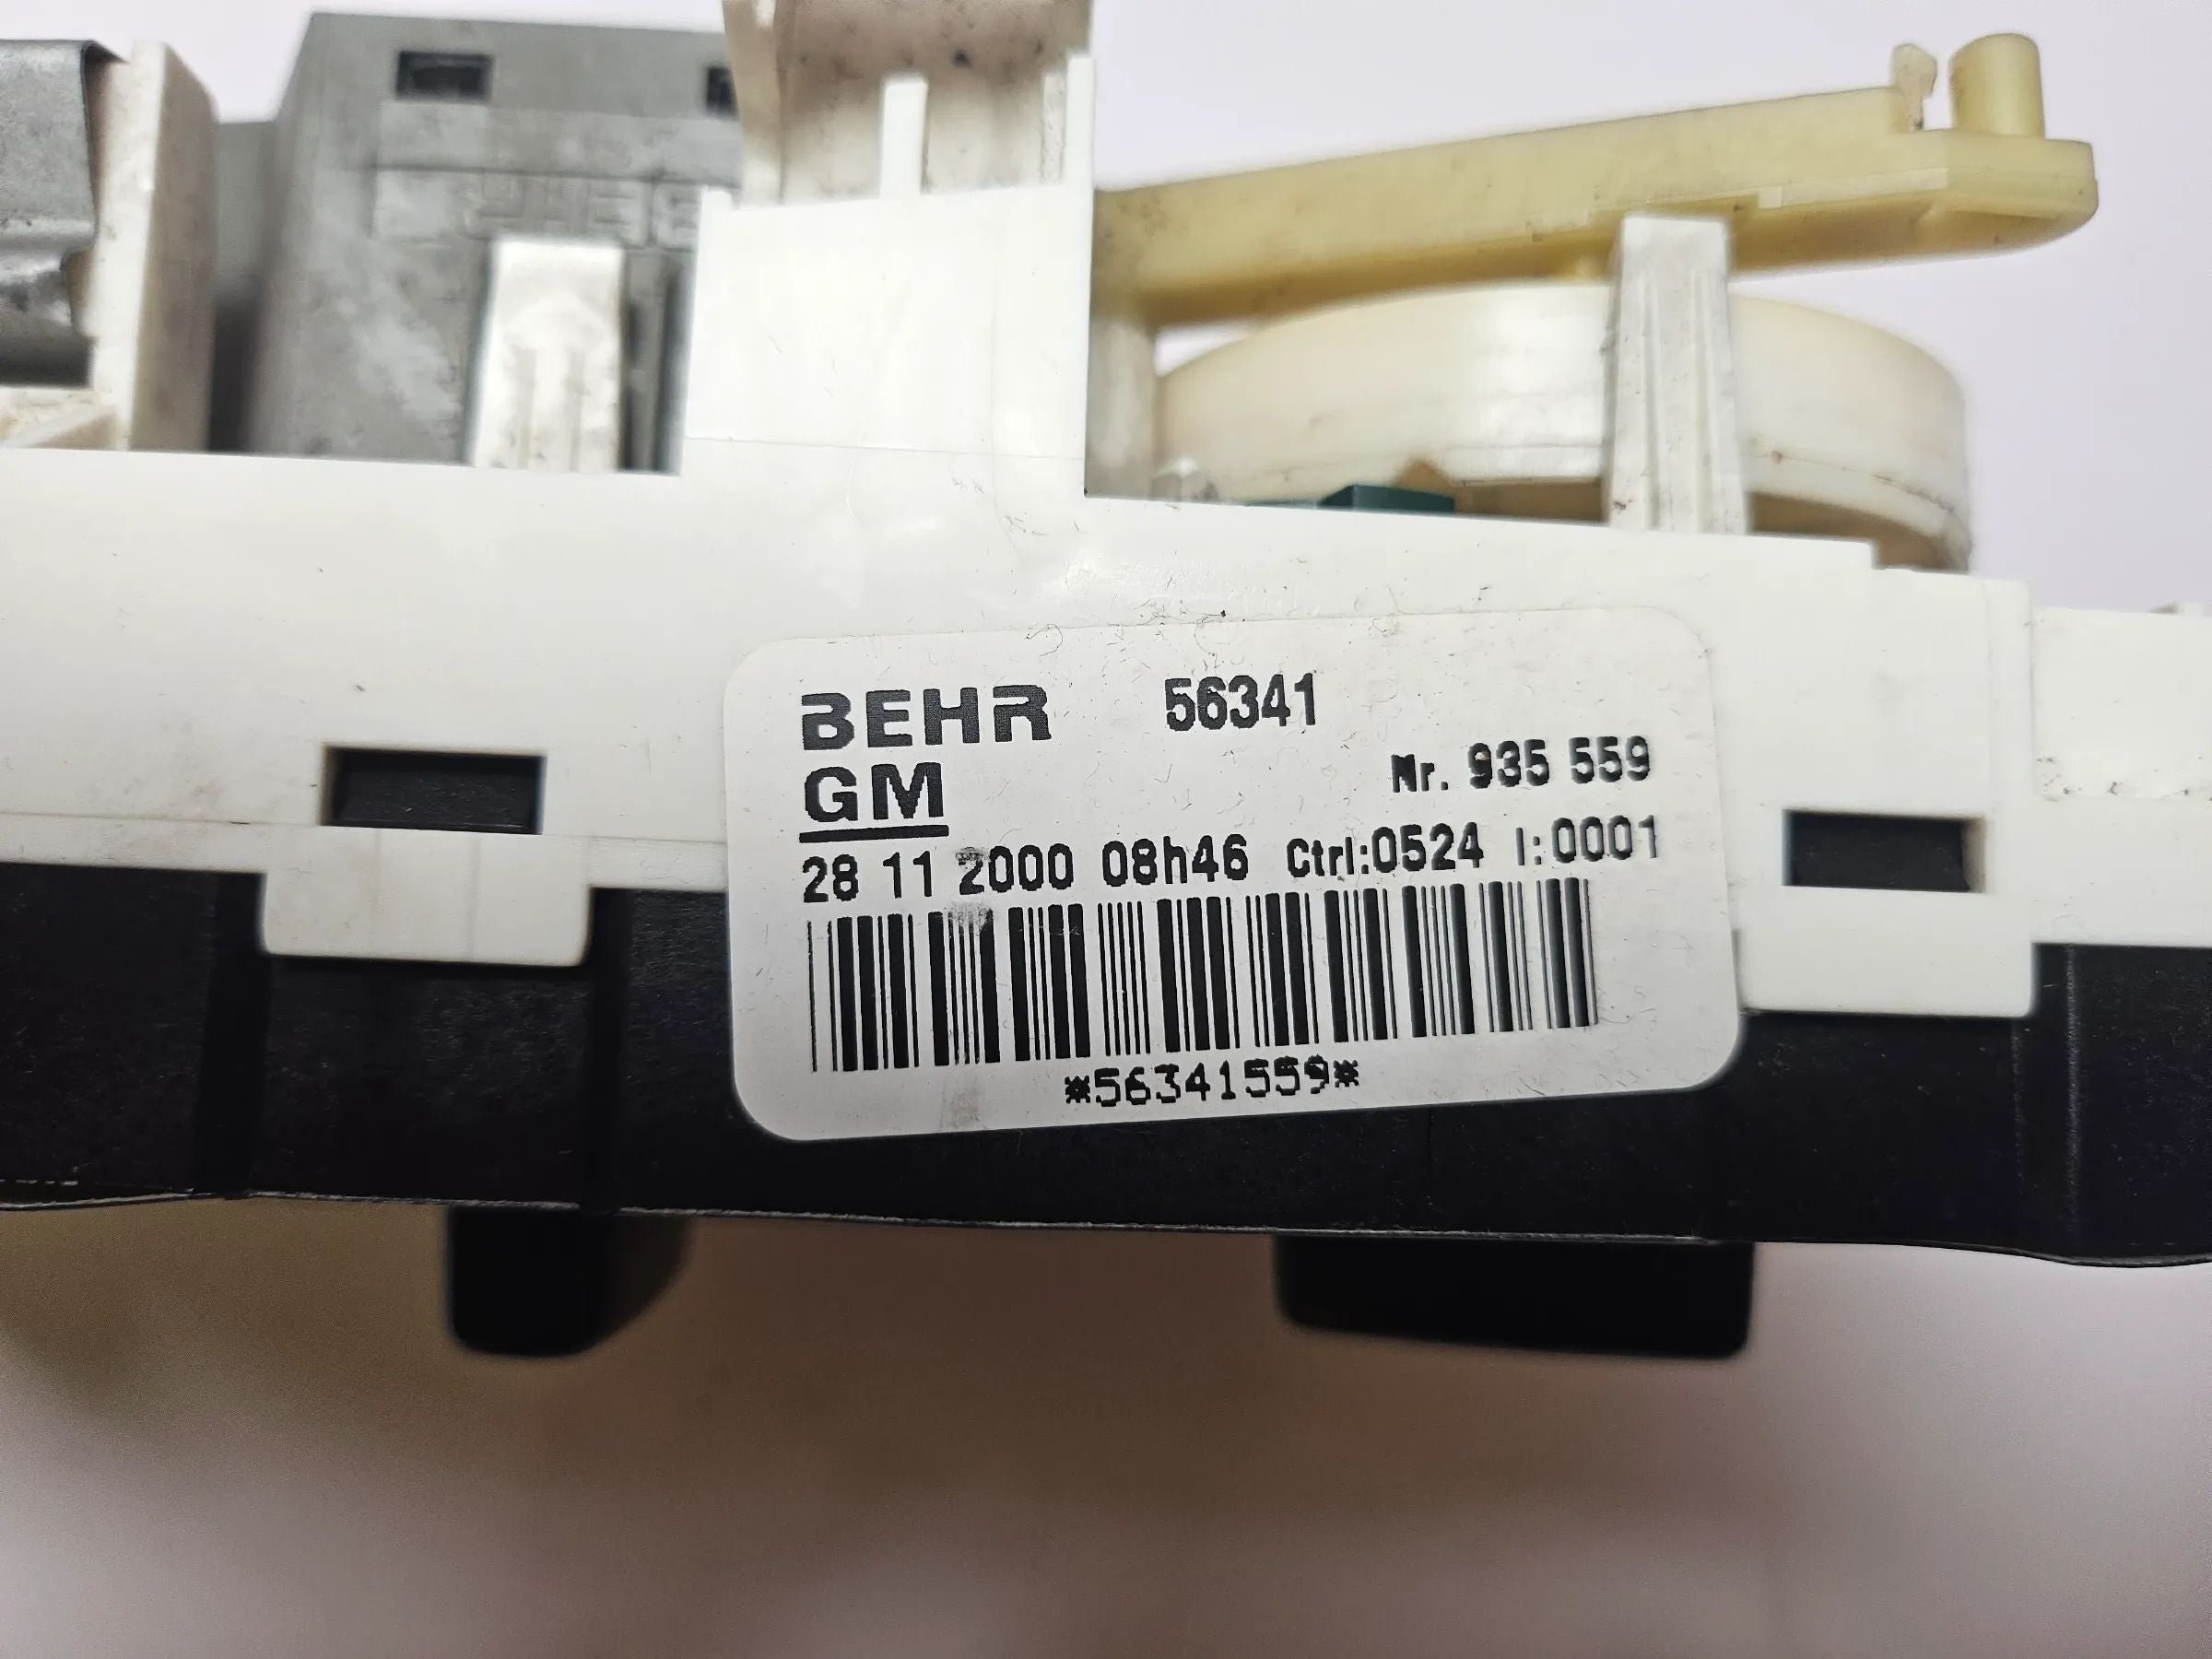 BEHR 56341
GM Nr. 935 559
28 11 2000 08h46 Ctrl:0524 I:0001
*56341559*